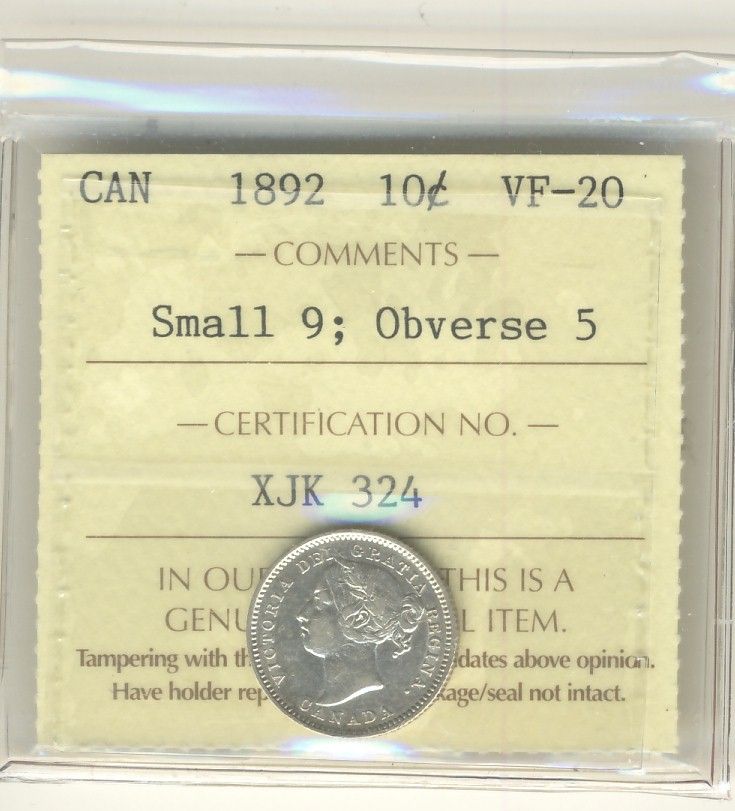 CAN 1892 10¢ VF-20
— COMMENTS —
Small 9; Obverse 5
— CERTIFICATION NO. —
XJK 324
IN OU THIS IS A
GENU L ITEM.
Tampering with th dates above opinion.
Have holder rep kage/seal not intact.
VICTORIA DEI GRATIA REGINA.
CANADA